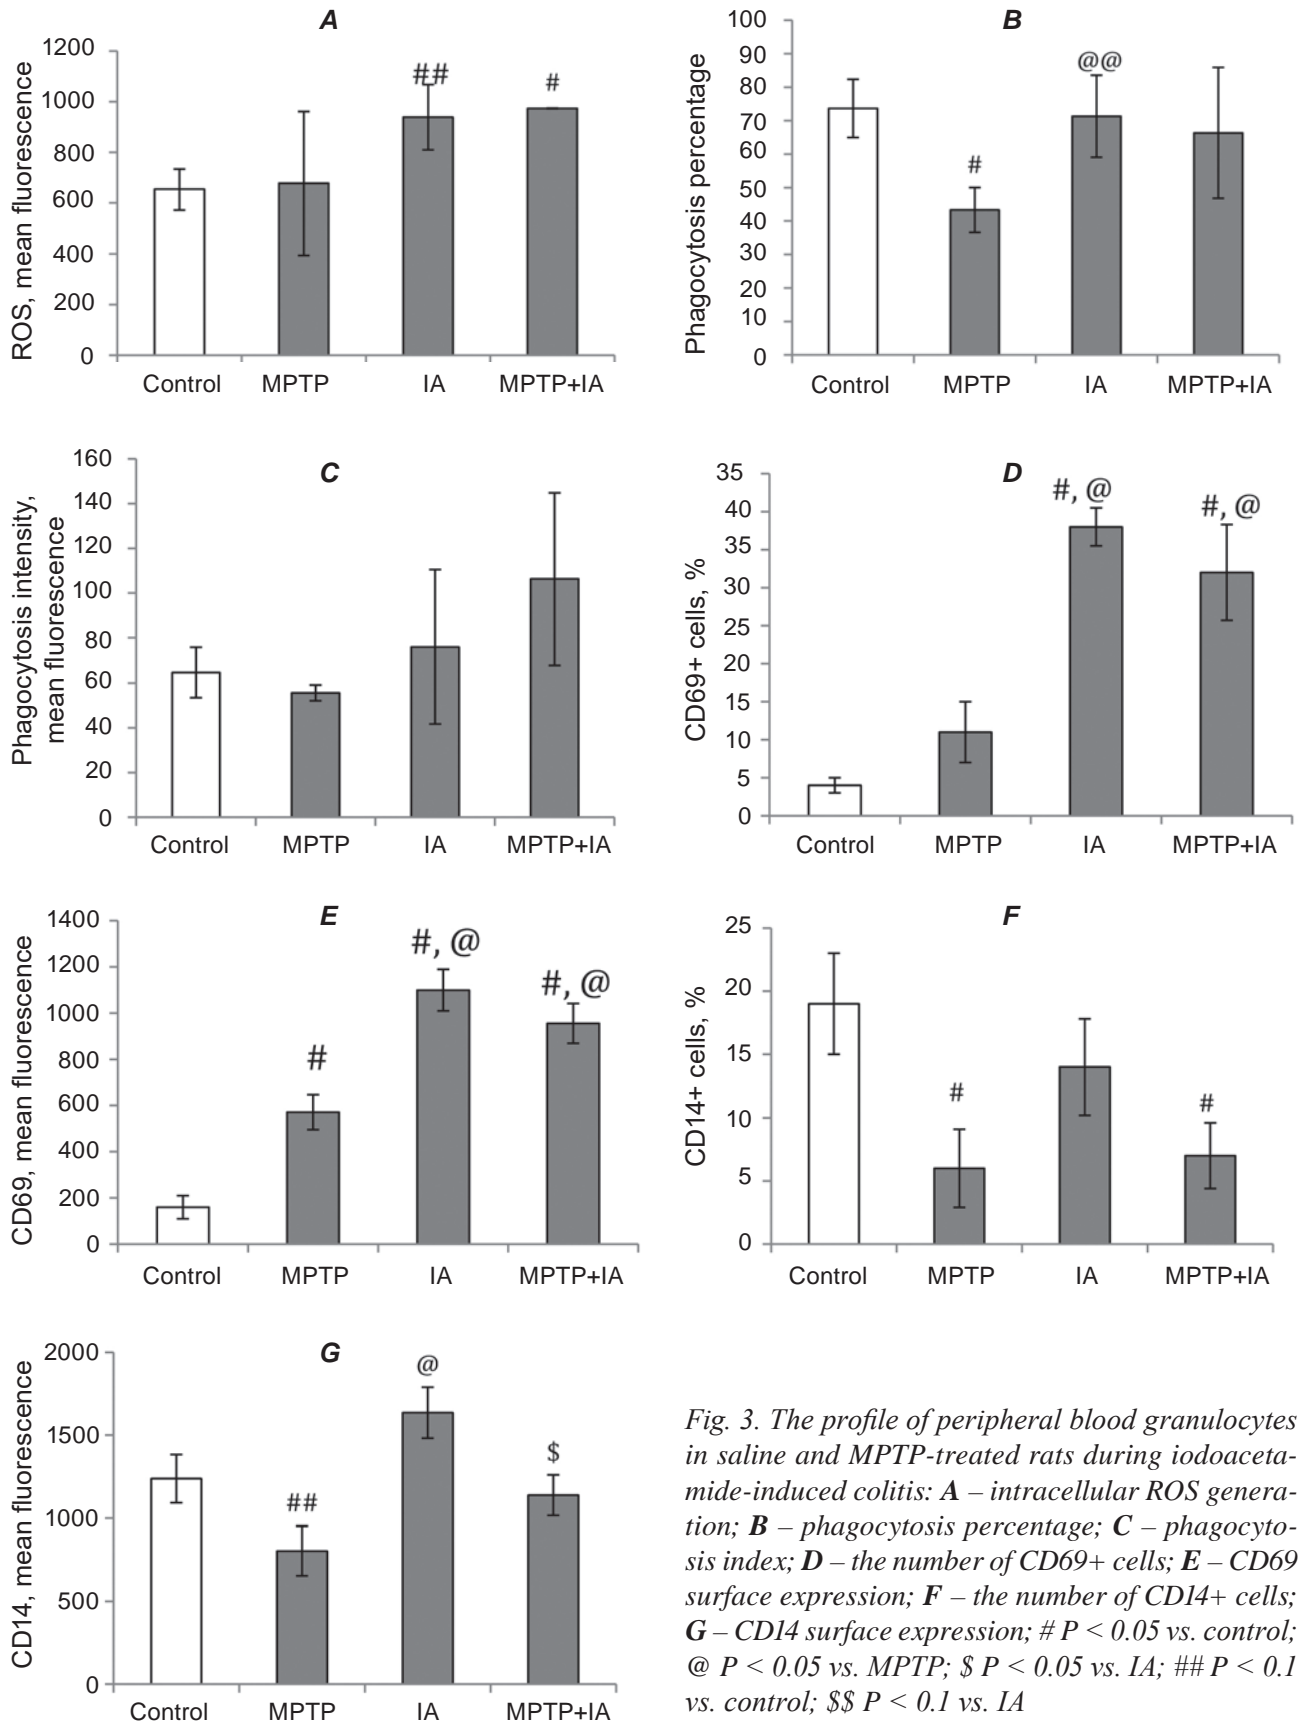 A
ROS, mean fluorescence
1200
1000
800
600
400
200
0
##
#
Control MPTP IA MPTP+IA
B
Phagocytosis percentage
100
90
80
70
60
50
40
30
20
10
0
#
@@
Control MPTP IA MPTP+IA
C
Phagocytosis intensity,
mean fluorescence
160
140
120
100
80
60
40
20
0
Control MPTP IA MPTP+IA
D
CD69+ cells, %
35
40
35
30
25
20
15
10
5
0
#, @
#, @
Control MPTP IA MPTP+IA
E
CD69, mean fluorescence
1400
1200
1000
800
600
400
200
0
#
#, @
#, @
Control MPTP IA MPTP+IA
F
CD14+ cells, %
25
20
15
10
5
0
#
#
Control MPTP IA MPTP+IA
G
CD14, mean fluorescence
2000
1500
1000
500
0
##
@
$
Control MPTP IA MPTP+IA
Fig. 3. The profile of peripheral blood granulocytes
in saline and MPTP-treated rats during iodoaceta-
mide-induced colitis: A – intracellular ROS genera-
tion; B – phagocytosis percentage; C – phagocyto-
sis index; D – the number of CD69+ cells; E – CD69
surface expression; F – the number of CD14+ cells;
G – CD14 surface expression; # P < 0.05 vs. control;
@ P < 0.05 vs. MPTP; $ P < 0.05 vs. IA; ## P < 0.1
vs. control; $$ P < 0.1 vs. IA